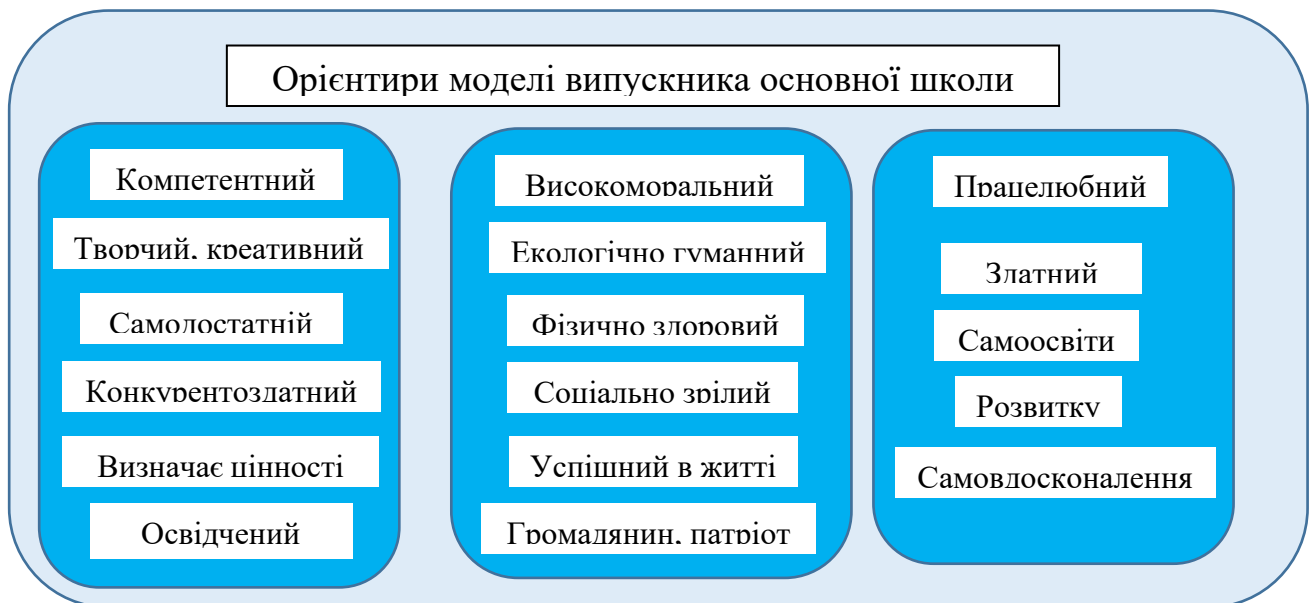 Орієнтири моделі випускника основної школи
Компетентний
Творчий, креативний
Самодостатній
Конкурентоздатний
Визначає цінності
Освідчений
Високоморальний
Екологічно гуманний
Фізично здоровий
Соціально зрілий
Успішний в житті
Громадянин, патріот
Працелюбний
Здатний
Самоосвіти
Розвитку
Самовдосконалення